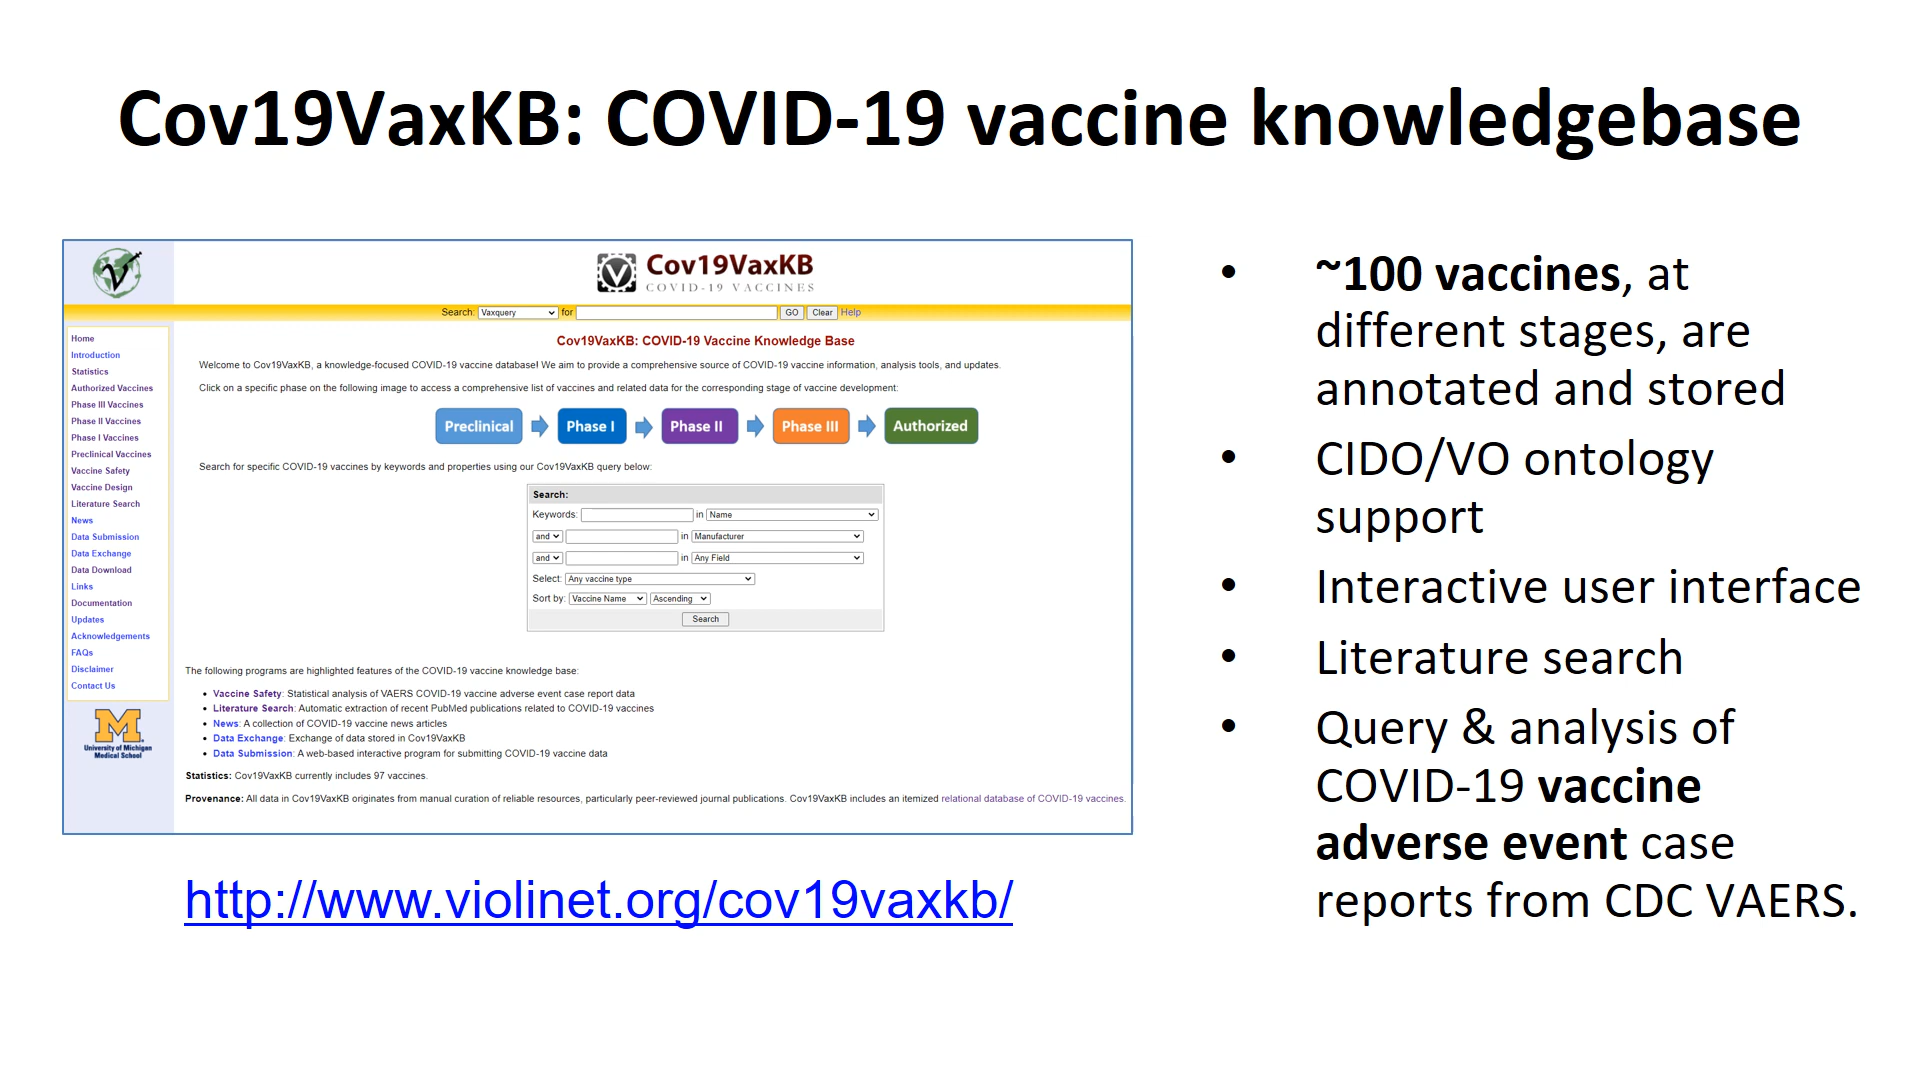 Cov19VaxKB: COVID-19 vaccine knowledgebase
V
Cov19VaxKB
COVID-19 VACCINES
Search: Vaxquery for GO Clear Help
Home
Introduction
Statistics
Authorized Vaccines
Phase III Vaccines
Phase II Vaccines
Phase I Vaccines
Preclinical Vaccines
Vaccine Safety
Vaccine Design
Literature Search
News
Data Submission
Data Exchange
Data Download
Links
Documentation
Updates
Acknowledgements
FAQs
Disclaimer
Contact Us
M
University of Michigan
Medical School
Cov19VaxKB: COVID-19 Vaccine Knowledge Base
Welcome to Cov19VaxKB, a knowledge-focused COVID-19 vaccine database! We aim to provide a comprehensive source of COVID-19 vaccine information, analysis tools, and updates.
Click on a specific phase on the following image to access a comprehensive list of vaccines and related data for the corresponding stage of vaccine development:
Preclinical Phase I Phase II Phase III Authorized
Search for specific COVID-19 vaccines by keywords and properties using our Cov19VaxKB query below:
Search:
Keywords: in Name
and in Manufacturer
and in Any Field
Select: Any vaccine type
Sort by: Vaccine Name Ascending
Search
The following programs are highlighted features of the COVID-19 vaccine knowledge base:
• Vaccine Safety: Statistical analysis of VAERS COVID-19 vaccine adverse event case report data
• Literature Search: Automatic extraction of recent PubMed publications related to COVID-19 vaccines
• News: A collection of COVID-19 vaccine news articles
• Data Exchange: Exchange of data stored in Cov19VaxKB
• Data Submission: A web-based interactive program for submitting COVID-19 vaccine data
Statistics: Cov19VaxKB currently includes 97 vaccines.
Provenance: All data in Cov19VaxKB originates from manual curation of reliable resources, particularly peer-reviewed journal publications. Cov19VaxKB includes an itemized relational database of COVID-19 vaccines.
http://www.violinet.org/cov19vaxkb/
• ~100 vaccines, at
different stages, are
annotated and stored
• CIDO/VO ontology
support
• Interactive user interface
• Literature search
• Query & analysis of
COVID-19 vaccine
adverse event case
reports from CDC VAERS.